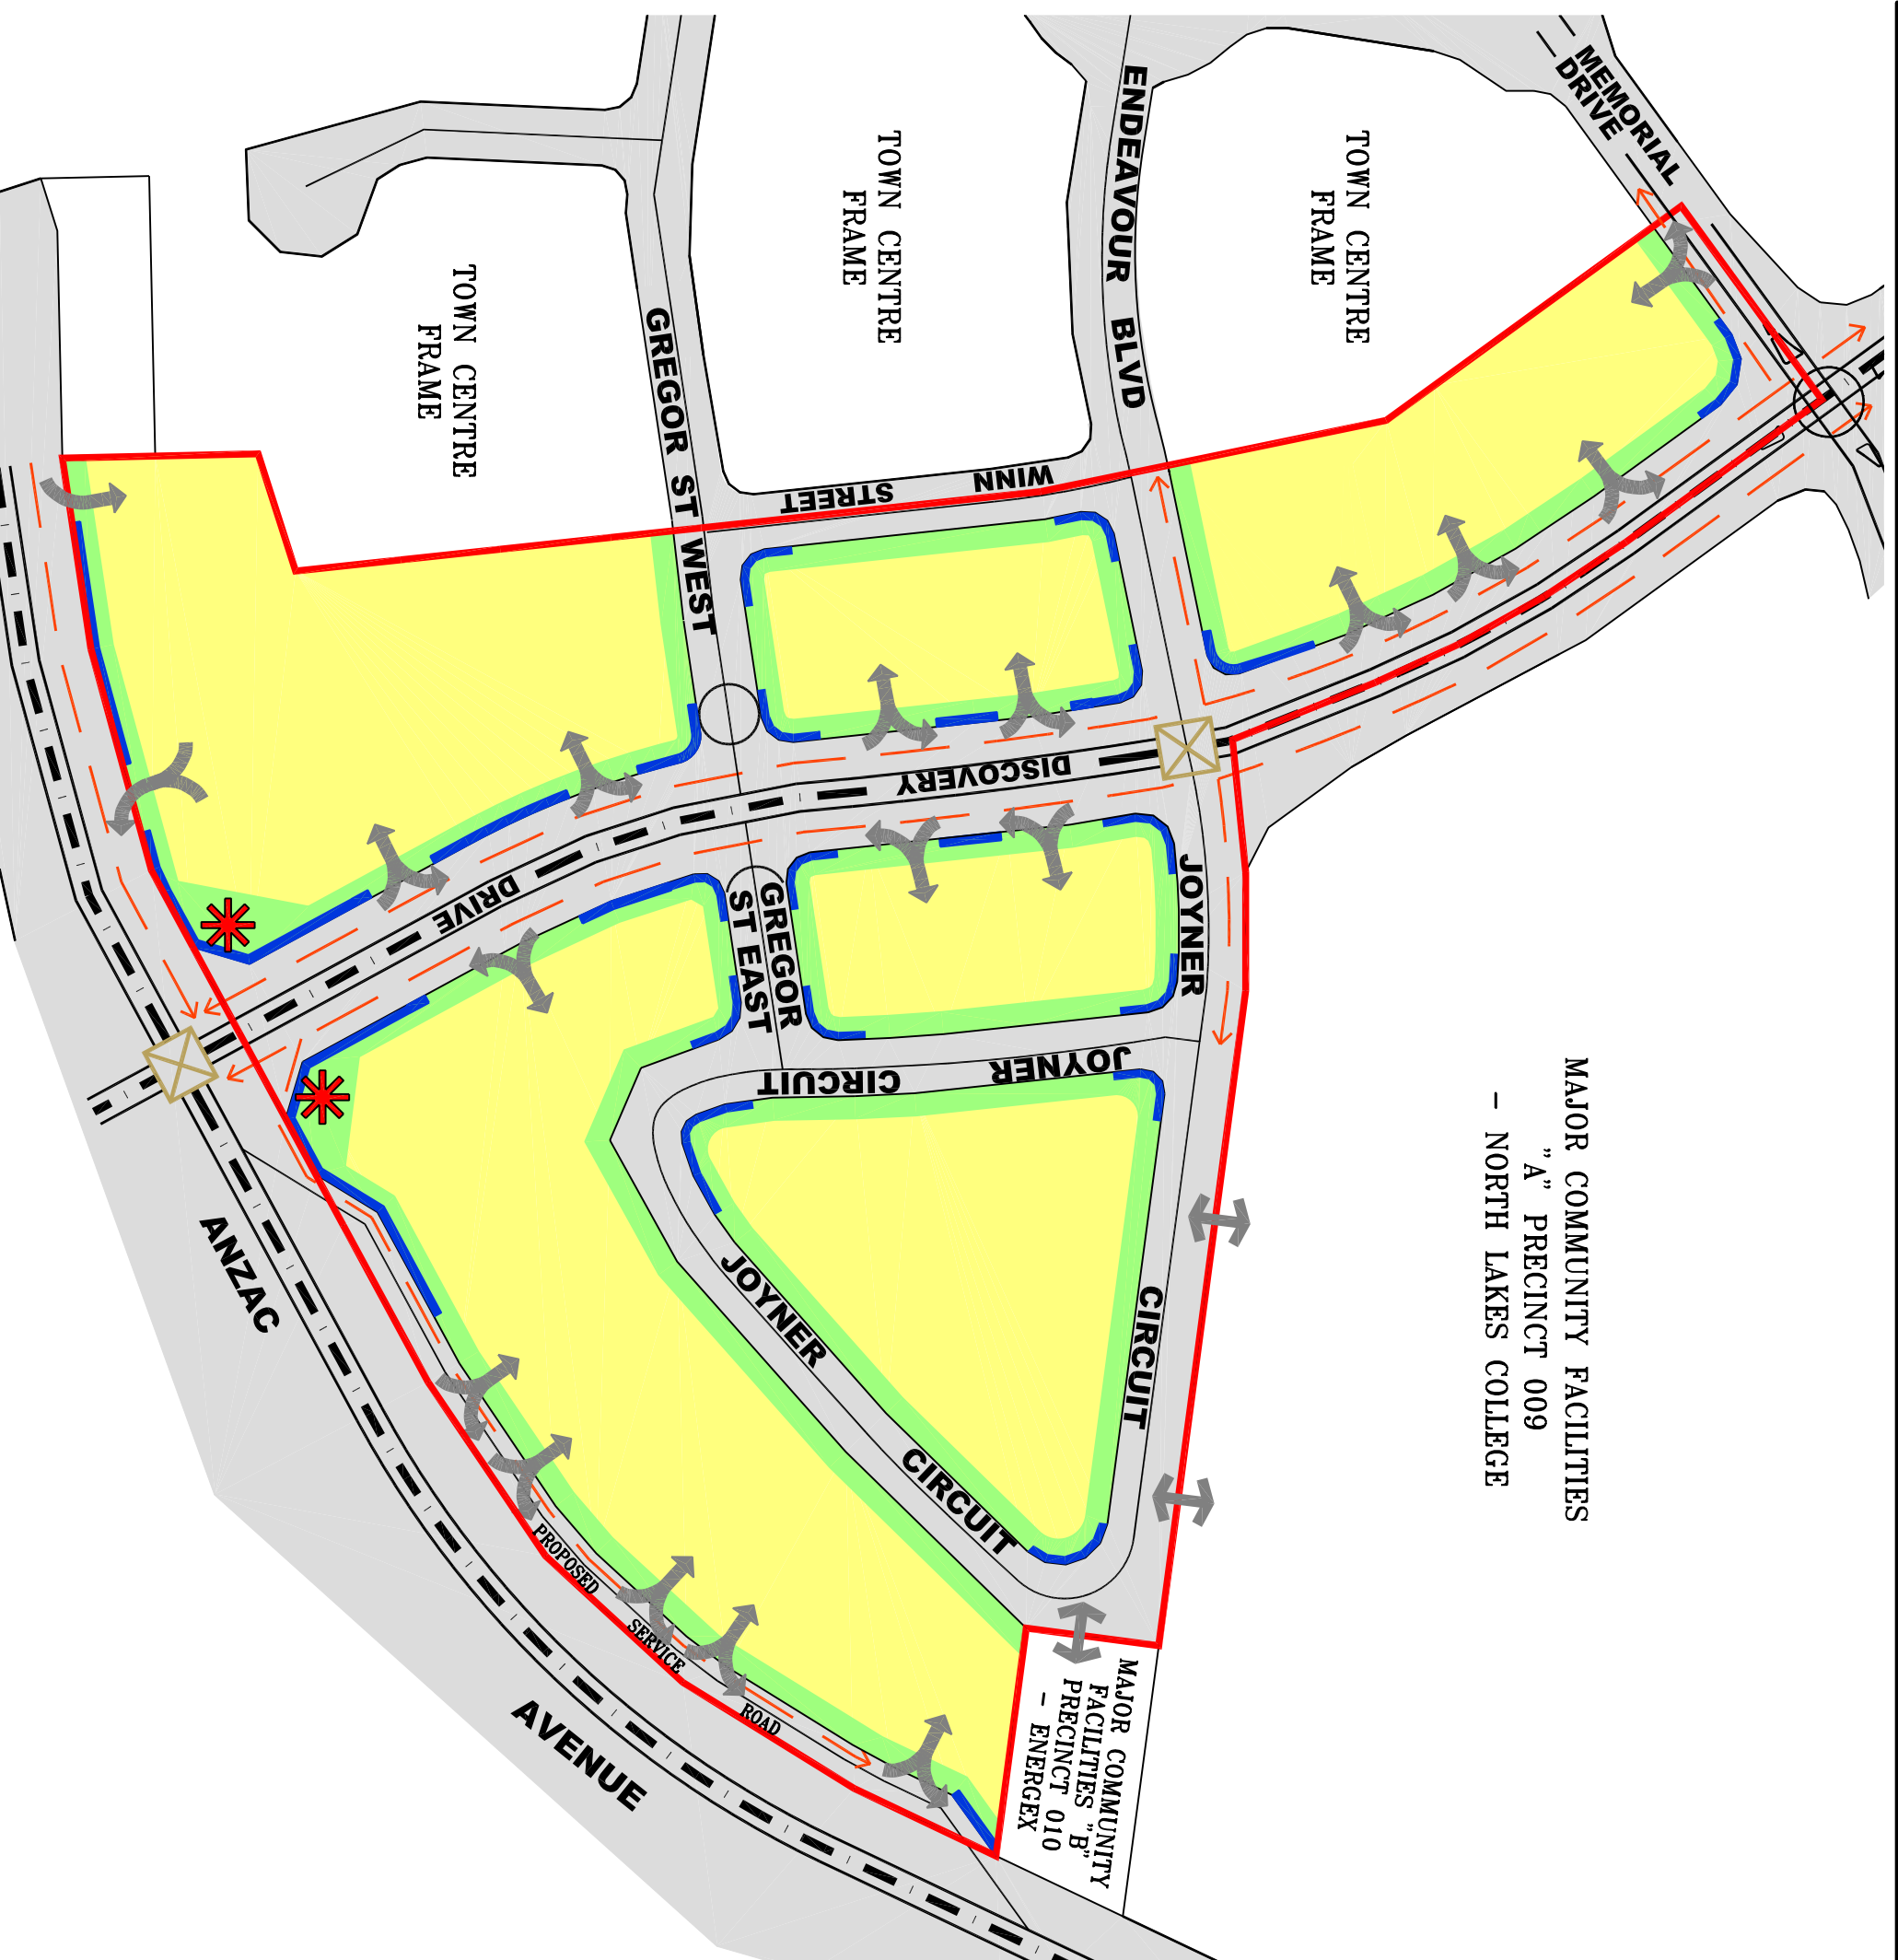 MEMORIAL
DRIVE
ENDEAVOUR BLVD
TOWN CENTRE
FRAME
TOWN CENTRE
FRAME
TOWN CENTRE
FRAME
GREGOR ST WEST
WINN
STREET
DISCOVERY
DRIVE
GREGOR
ST EAST
JOYNER
CIRCUIT
JOYNER
CIRCUIT
JOYNER
CIRCUIT
MAJOR COMMUNITY FACILITIES
"A" PRECINCT 009
- NORTH LAKES COLLEGE
ANZAC
AVENUE
PROPOSED
SERVICE
ROAD
MAJOR COMMUNITY
FACILITIES "B"
PRECINCT 010
- ENERGEX